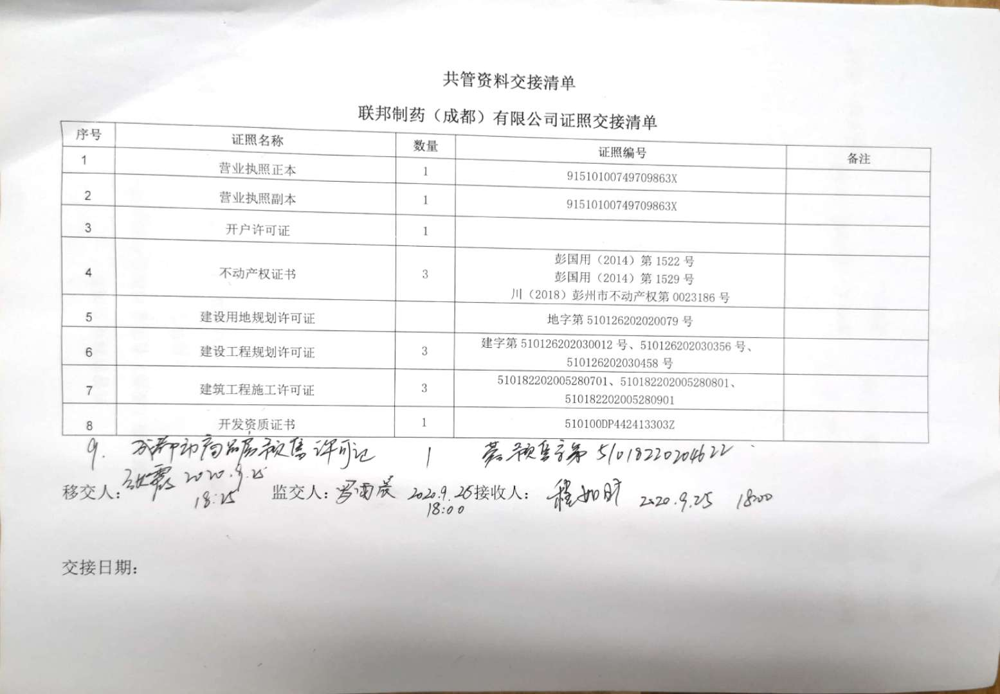 共管资料交接清单
联邦制药（成都）有限公司证照交接清单
序号 证照名称 数量 证照编号 备注
1 营业执照正本 1 91510100749709863X
2 营业执照副本 1 91510100749709863X
3 开户许可证 1
4 不动产权证书 3 彭国用（2014）第 1522 号
彭国用（2014）第 1529 号
川（2018）彭州市不动产权第 0023186 号
5 建设用地规划许可证 地字第 510126202020079 号
6 建设工程规划许可证 3 建字第 510126202030012 号、510126202030356 号、
510126202030458 号
7 建筑工程施工许可证 3 510182202005280701、510182202005280801、
510182202005280901
8 开发资质证书 1 510100DP442413303Z
9. 成都市商品房预售许可证 1 预售字第 51018220204622
移交人： 2020.9.25 18:25 监交人： 2020.9.25 18:00 接收人： 2020.9.25 18:00
交接日期：